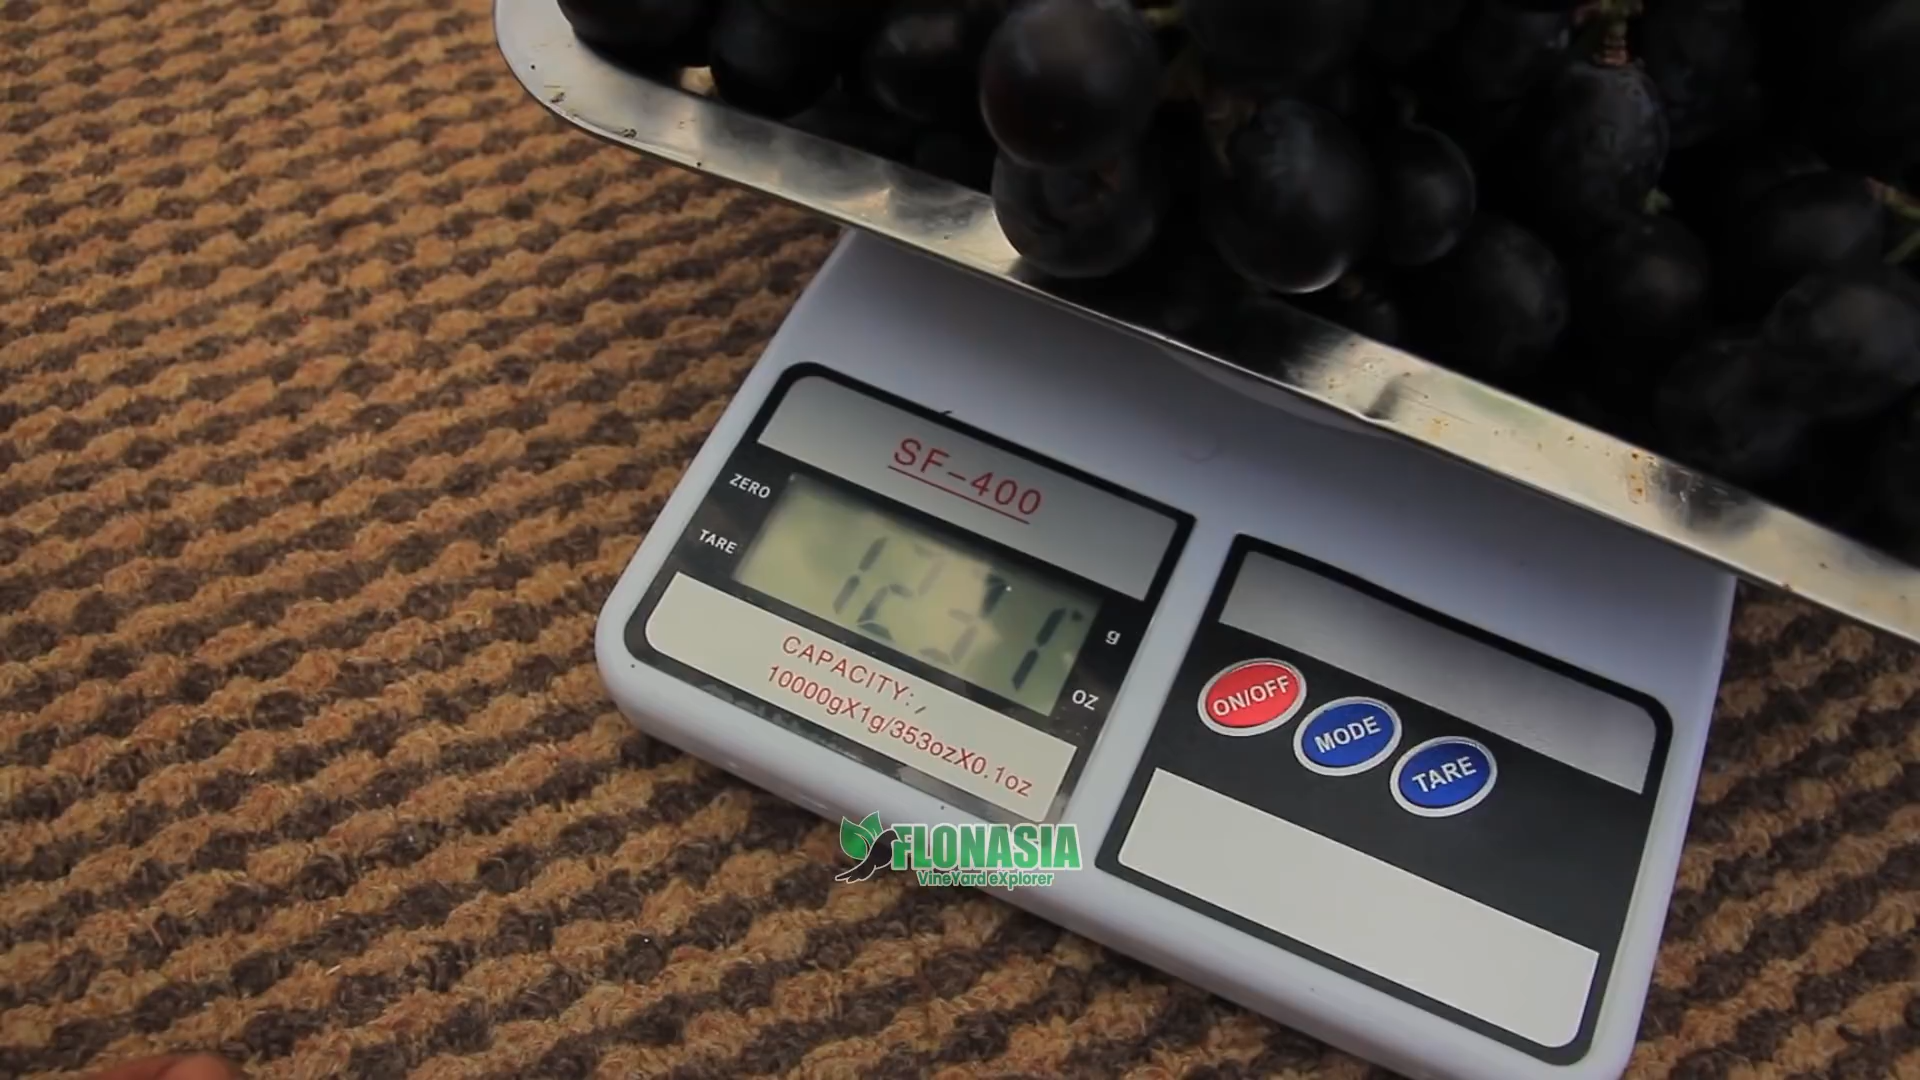 SF-400
ZERO
TARE
1231
g
OZ
CAPACITY:
10000gX1g/353ozX0.1oz
ON/OFF
MODE
TARE
FLONASIA
VineYard eXplorer